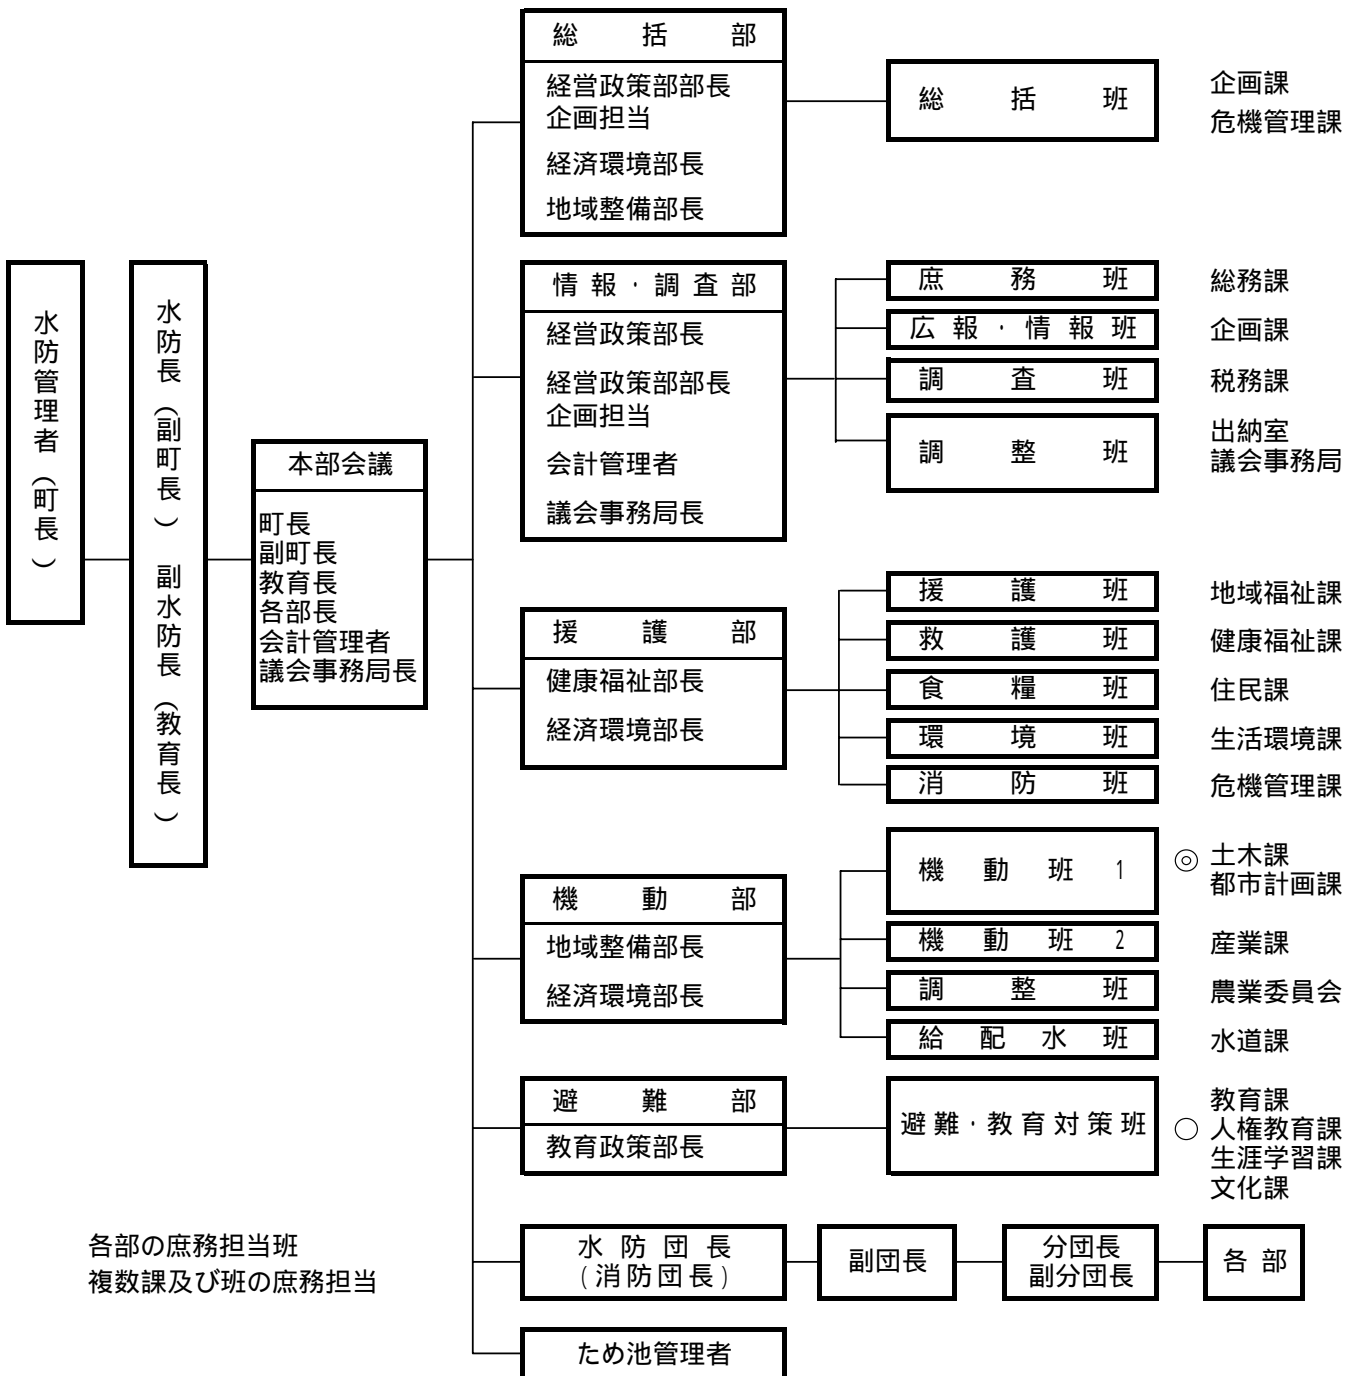 水防管理者（町長）
水防長（副町長）　副水防長（教育長）
本部会議
町長
副町長
教育長
各部長
会計管理者
議会事務局長
総括部
経営政策部部長
企画担当
経済環境部長
地域整備部長
総括班
企画課
危機管理課
情報・調査部
経営政策部長
経営政策部部長
企画担当
会計管理者
議会事務局長
庶務班
総務課
広報・情報班
企画課
調査班
税務課
調整班
出納室
議会事務局
援護部
健康福祉部長
経済環境部長
援護班
地域福祉課
救護班
健康福祉課
食糧班
住民課
環境班
生活環境課
消防班
危機管理課
機動部
地域整備部長
経済環境部長
機動班1
◎ 土木課
都市計画課
機動班2
産業課
調整班
農業委員会
給配水班
水道課
避難部
教育政策部長
避難・教育対策班
教育課
○ 人権教育課
生涯学習課
文化課
水防団長
（消防団長）
副団長
分団長
副分団長
各部
ため池管理者
各部の庶務担当班
複数課及び班の庶務担当